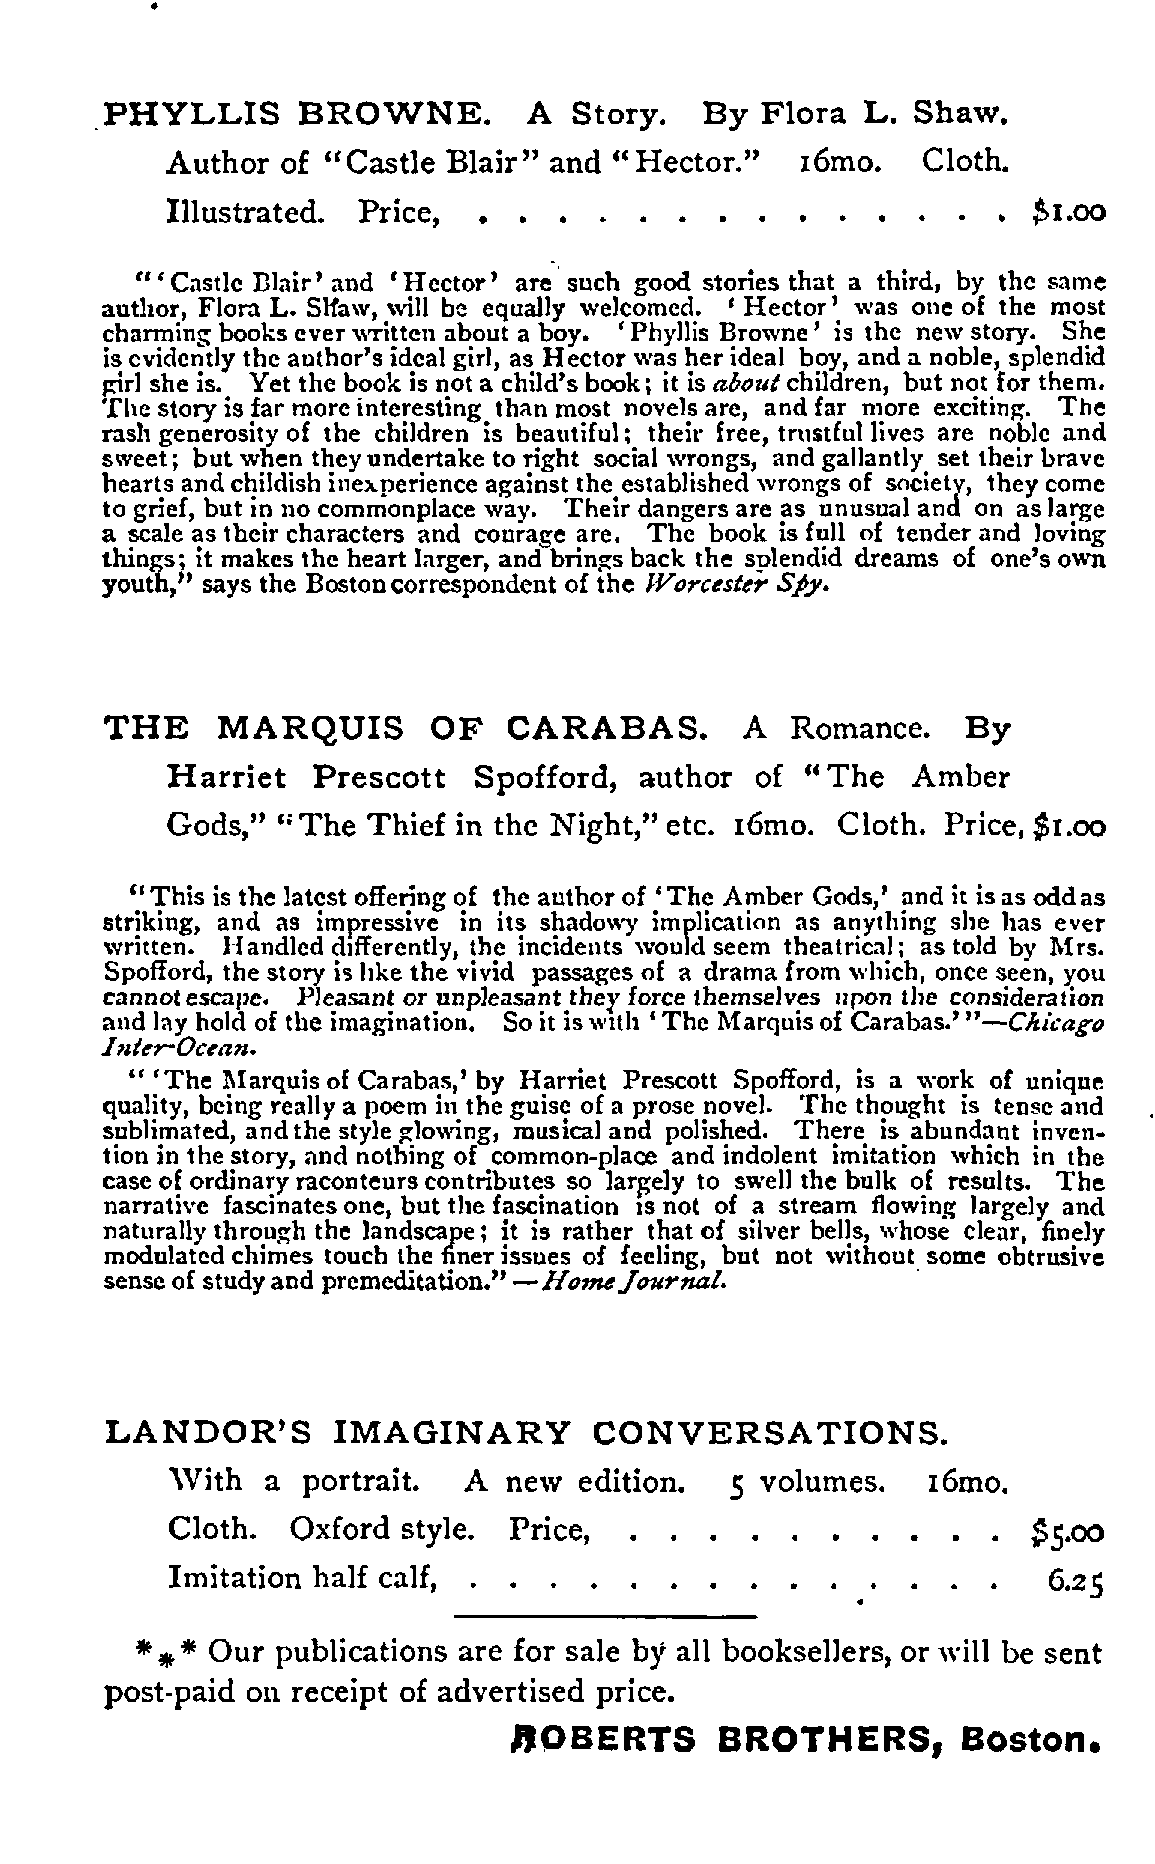 PHYLLIS BROWNE. A Story. By Flora L. Shaw.
Author of "Castle Blair" and "Hector." 16mo. Cloth.
Illustrated. Price, . . . . . . . . . . . . . . $1.00
"'Castle Blair' and 'Hector' are such good stories that a third, by the same
author, Flora L. Shaw, will be equally welcomed. 'Hector' was one of the most
charming books ever written about a boy. 'Phyllis Browne' is the new story. She
is evidently the author's ideal girl, as Hector was her ideal boy, and a noble, splendid
girl she is. Yet the book is not a child's book; it is about children, but not for them.
The story is far more interesting than most novels are, and far more exciting. The
rash generosity of the children is beautiful; their free, trustful lives are noble and
sweet; but when they undertake to right social wrongs, and gallantly set their brave
hearts and childish inexperience against the established wrongs of society, they come
to grief, but in no commonplace way. Their dangers are as unusual and on as large
a scale as their characters and courage are. The book is full of tender and loving
things; it makes the heart larger, and brings back the splendid dreams of one's own
youth," says the Boston correspondent of the Worcester Spy.
THE MARQUIS OF CARABAS. A Romance. By
Harriet Prescott Spofford, author of "The Amber
Gods," "The Thief in the Night," etc. 16mo. Cloth. Price, $1.00
"This is the latest offering of the author of 'The Amber Gods,' and it is as odd as
striking, and as impressive in its shadowy implication as anything she has ever
written. Handled differently, the incidents would seem theatrical; as told by Mrs.
Spofford, the story is like the vivid passages of a drama from which, once seen, you
cannot escape. Pleasant or unpleasant they force themselves upon the consideration
and lay hold of the imagination. So it is with 'The Marquis of Carabas.'"—Chicago
Inter-Ocean.
"'The Marquis of Carabas,' by Harriet Prescott Spofford, is a work of unique
quality, being really a poem in the guise of a prose novel. The thought is tense and
sublimated, and the style glowing, musical and polished. There is abundant inven-
tion in the story, and nothing of common-place and indolent imitation which in the
case of ordinary raconteurs contributes so largely to swell the bulk of results. The
narrative fascinates one, but the fascination is not of a stream flowing largely and
naturally through the landscape; it is rather that of silver bells, whose clear, finely
modulated chimes touch the finer issues of feeling, but not without some obtrusive
sense of study and premeditation."—Home Journal.
LANDOR'S IMAGINARY CONVERSATIONS.
With a portrait. A new edition. 5 volumes. 16mo.
Cloth. Oxford style. Price, . . . . . . . . . . $5.00
Imitation half calf, . . . . . . . . . . . . . . 6.25
*** Our publications are for sale by all booksellers, or will be sent
post-paid on receipt of advertised price.
ROBERTS BROTHERS, Boston.